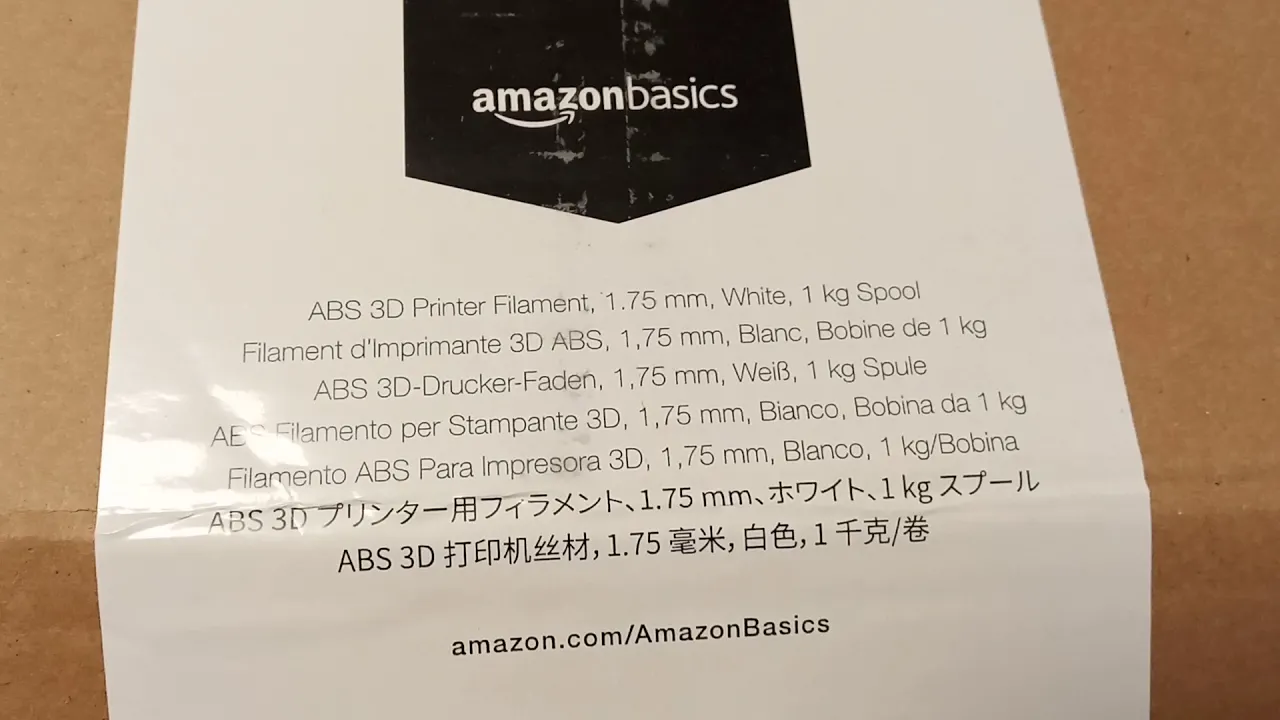 amazonbasics
ABS 3D Printer Filament, 1.75 mm, White, 1 kg Spool
Filament d'Imprimante 3D ABS, 1,75 mm, Blanc, Bobine de 1 kg
ABS 3D-Drucker-Faden, 1,75 mm, Weiß, 1 kg Spule
ABS Filamento per Stampante 3D, 1,75 mm, Bianco, Bobina da 1 kg
Filamento ABS Para Impresora 3D, 1,75 mm, Blanco, 1 kg/Bobina
ABS 3D プリンター用フィラメント、1.75 mm、ホワイト、1 kg スプール
ABS 3D 打印机丝材，1.75 毫米，白色，1 千克/卷
amazon.com/AmazonBasics